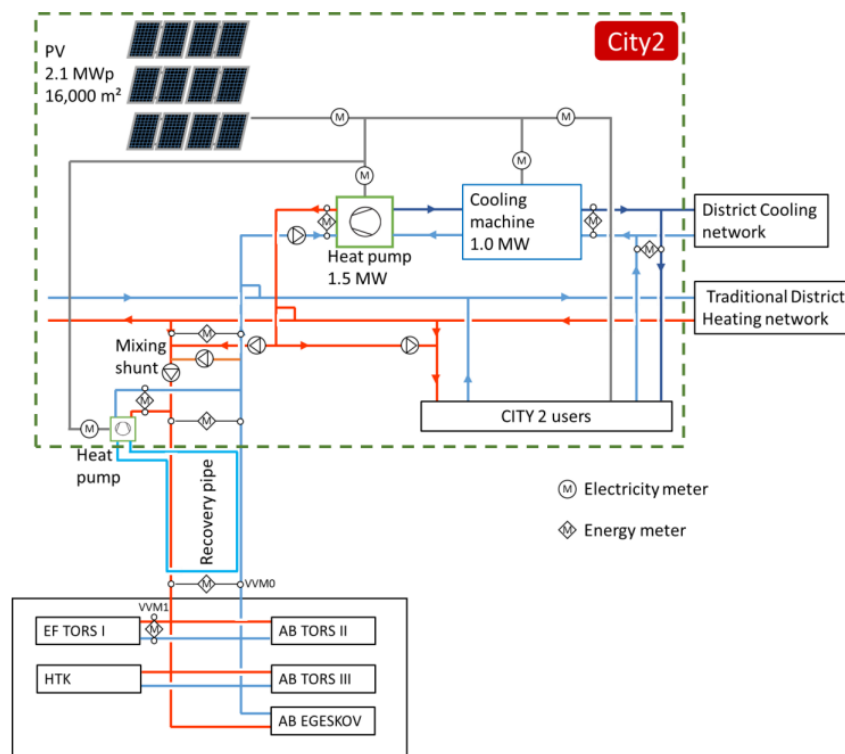 City2
PV
2.1 MWp
16,000 m²
M
M
M
M
M
M
M
Cooling
machine
1.0 MW
Heat pump
1.5 MW
District Cooling
network
Traditional District
Heating network
M
Mixing
shunt
M
M
M
CITY 2 users
Heat
pump
Recovery pipe
M Electricity meter
M Energy meter
M
VVM0
VVM1
EF TORS I
M
AB TORS II
HTK
AB TORS III
AB EGESKOV